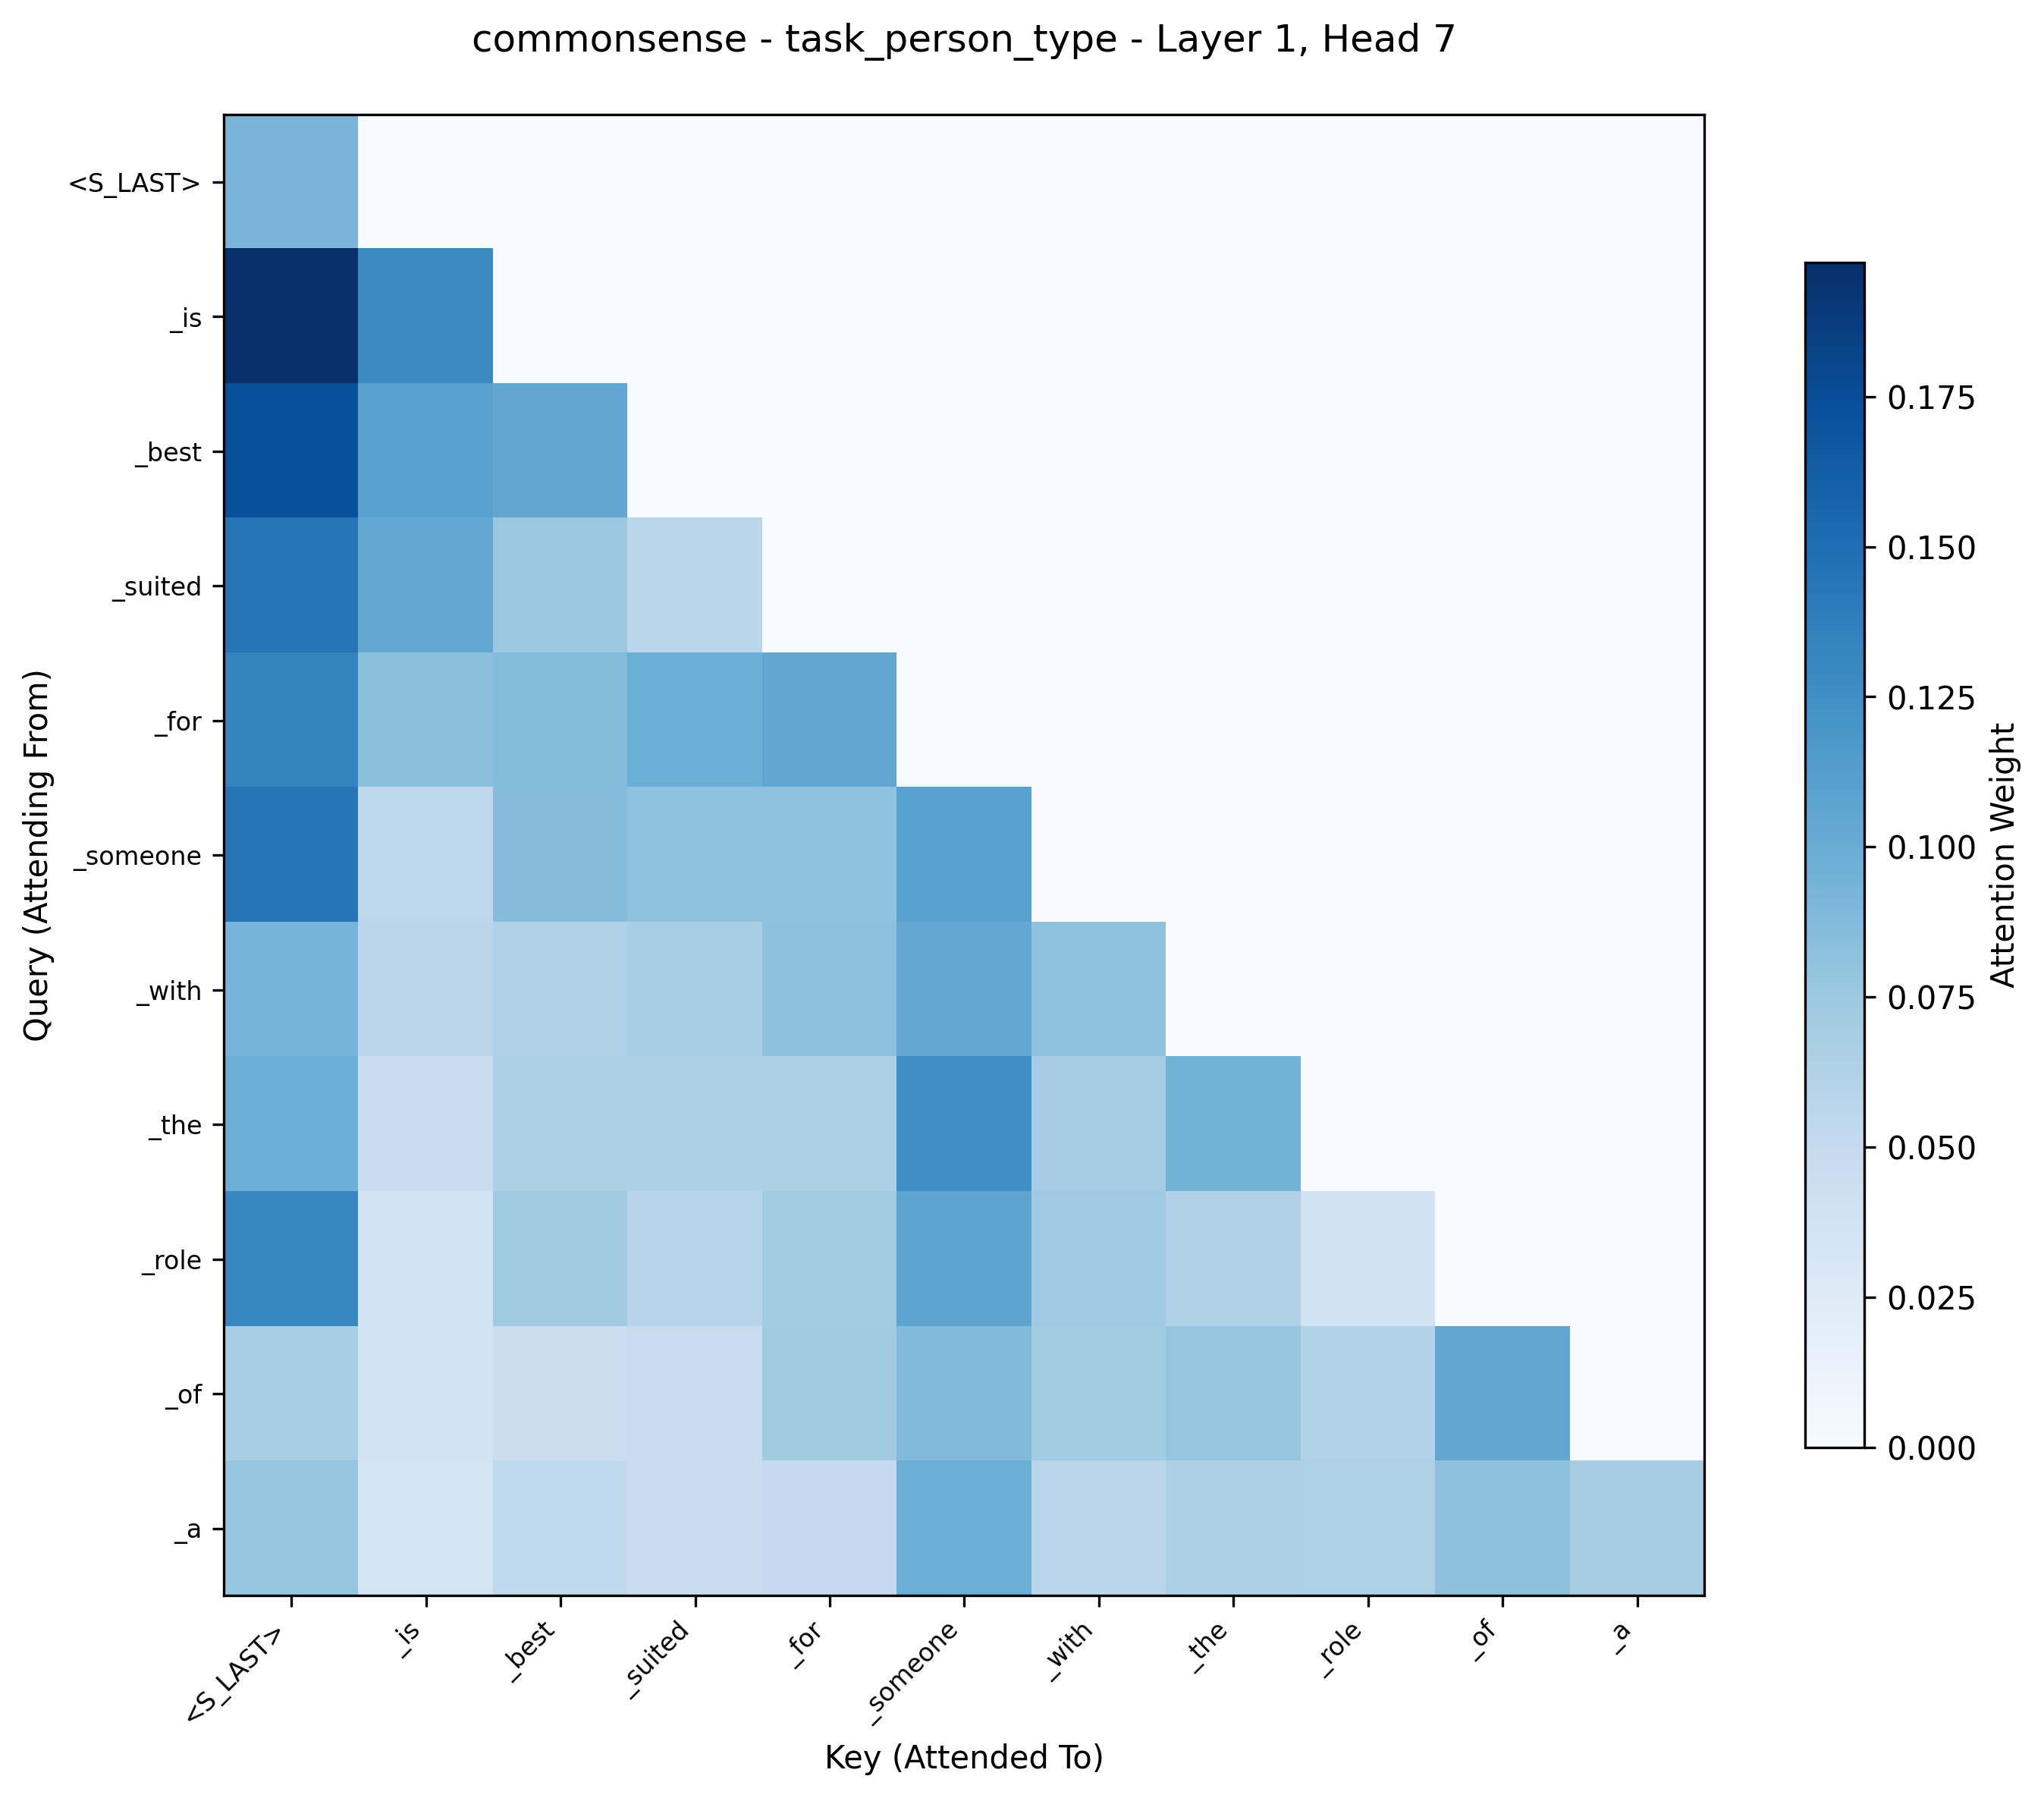 commonsense - task_person_type - Layer 1, Head 7
Query (Attending From)
<S_LAST>
_is
_best
_suited
_for
_someone
_with
_the
_role
_of
_a
<S_LAST>
_is
_best
_suited
_for
_someone
_with
_the
_role
_of
_a
Key (Attended To)
0.175
0.150
0.125
0.100
0.075
0.050
0.025
0.000
Attention Weight